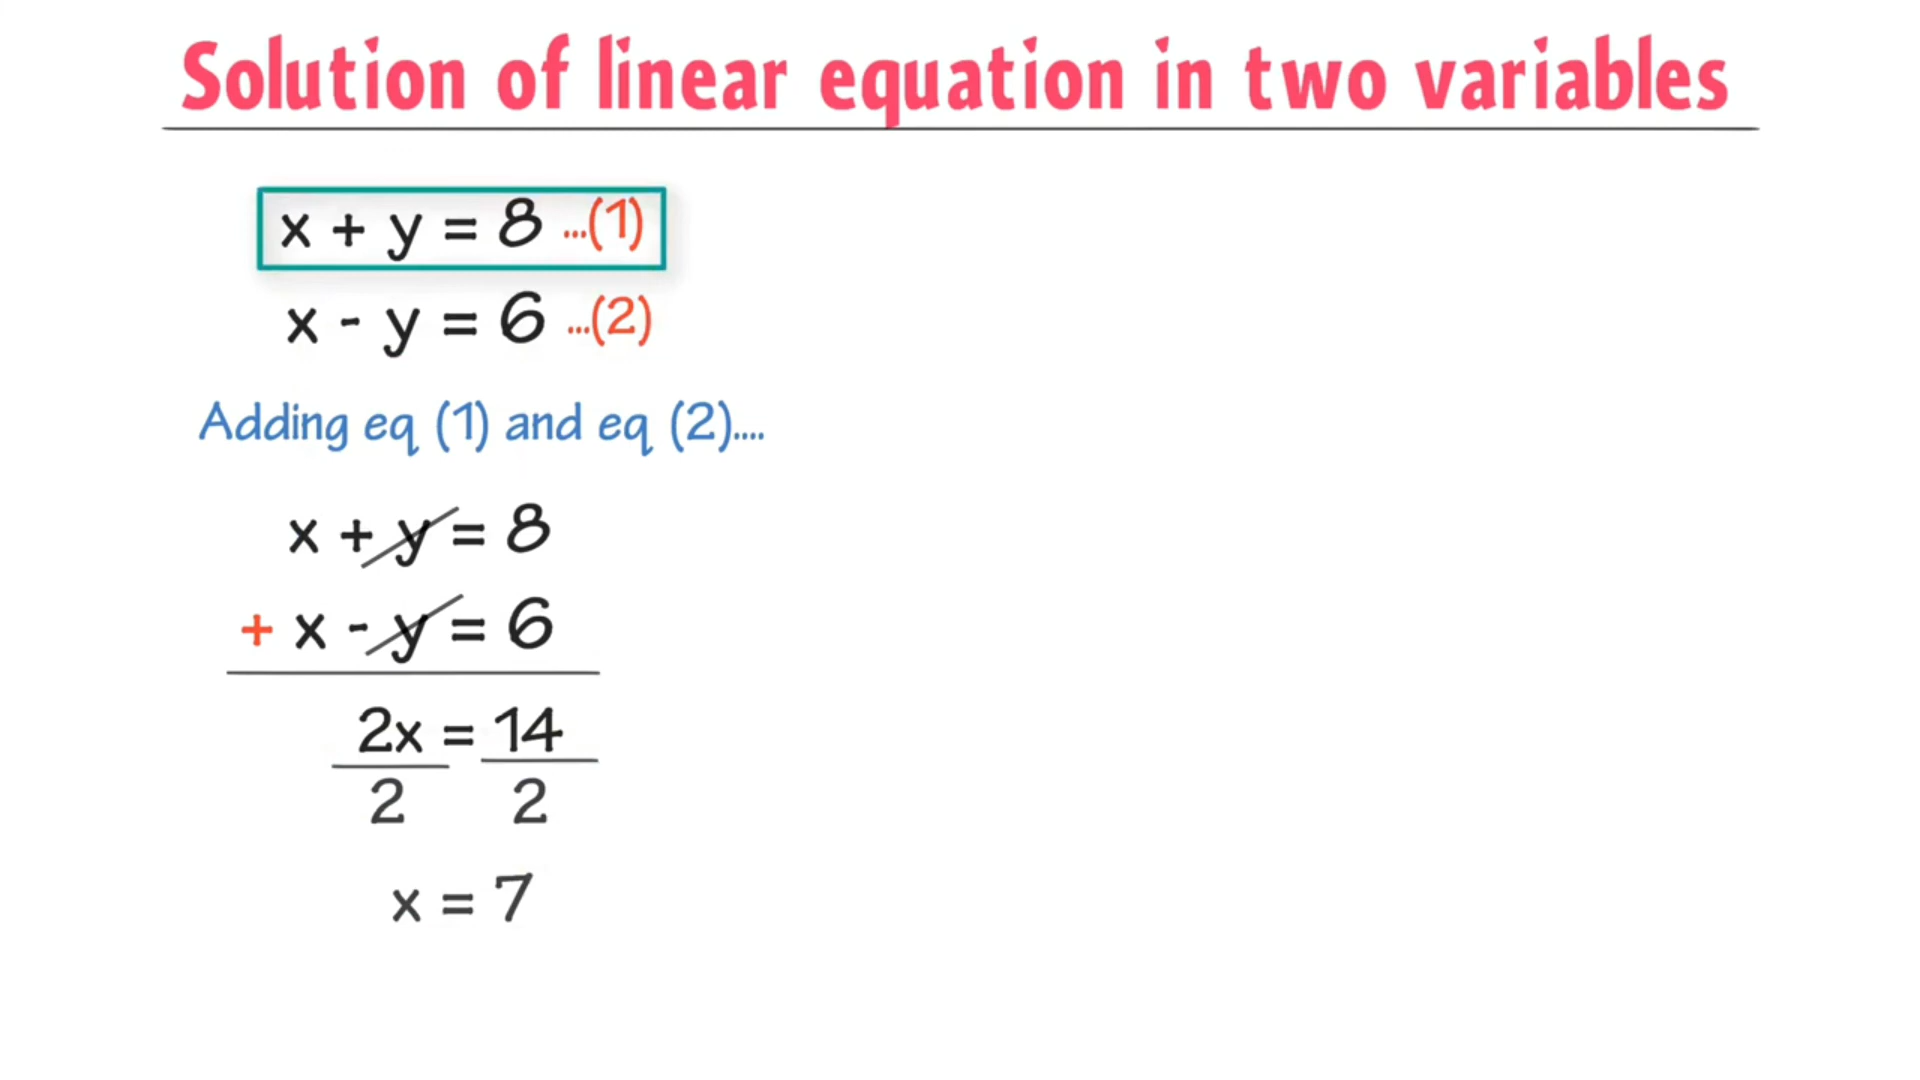 Solution of linear equation in two variables
x + y = 8 ...(1)
x - y = 6 ...(2)
Adding eq (1) and eq (2)....
x + y = 8
+ x - y = 6
2x = 14
2 2
x = 7